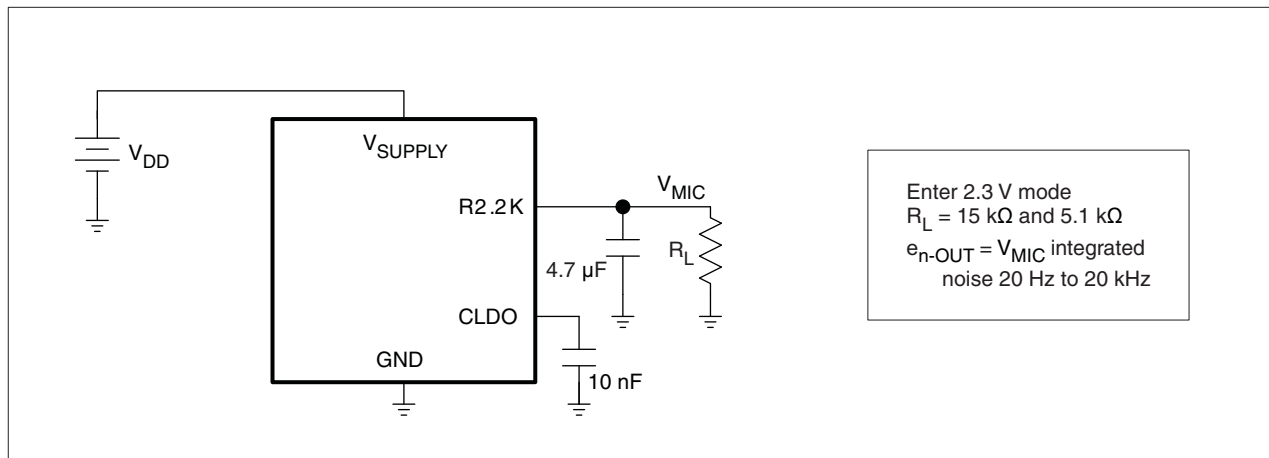 V_SUPPLY
V_DD
V_MIC
R2.2K
R_L
4.7 µF
CLDO
GND
10 nF
Enter 2.3 V mode
R_L = 15 kΩ and 5.1 kΩ
e_n-OUT = V_MIC integrated
noise 20 Hz to 20 kHz